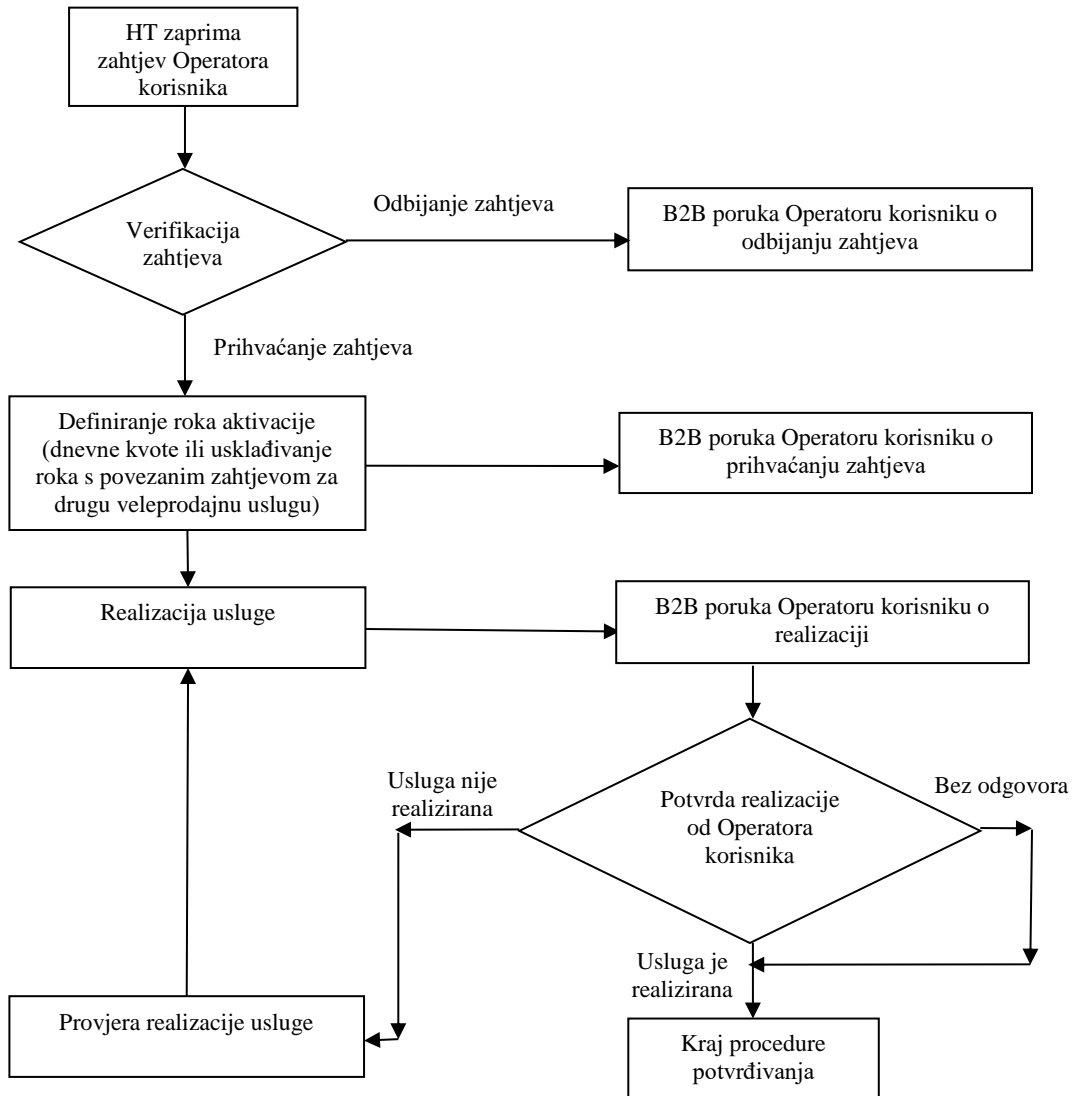 HT zaprima
zahtjev Operatora
korisnika
Verifikacija
zahtjeva
Odbijanje zahtjeva
B2B poruka Operatoru korisniku o
odbijanju zahtjeva
Prihvaćanje zahtjeva
Definiranje roka aktivacije
(dnevne kvote ili usklađivanje
roka s povezanim zahtjevom za
drugu veleprodajnu uslugu)
B2B poruka Operatoru korisniku o
prihvaćanju zahtjeva
Realizacija usluge
B2B poruka Operatoru korisniku o
realizaciji
Usluga nije
realizirana
Potvrda realizacije
od Operatora
korisnika
Bez odgovora
Usluga je
realizirana
Provjera realizacije usluge
Kraj procedure
potvrđivanja